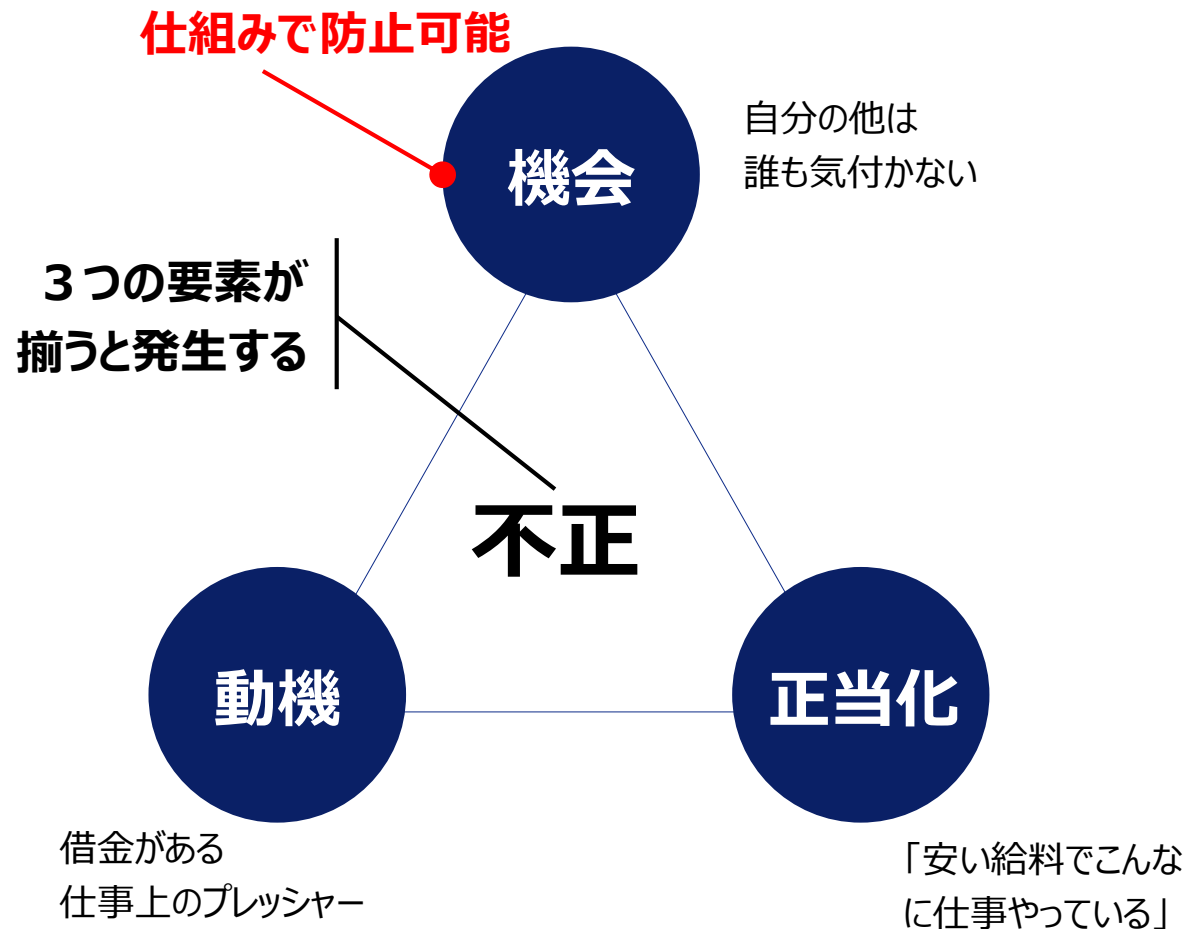 仕組みで防止可能
機会
自分の他は
誰も気付かない
３つの要素が
揃うと発生する
不正
動機
正当化
借金がある
仕事上のプレッシャー
「安い給料でこんな
に仕事やっている」